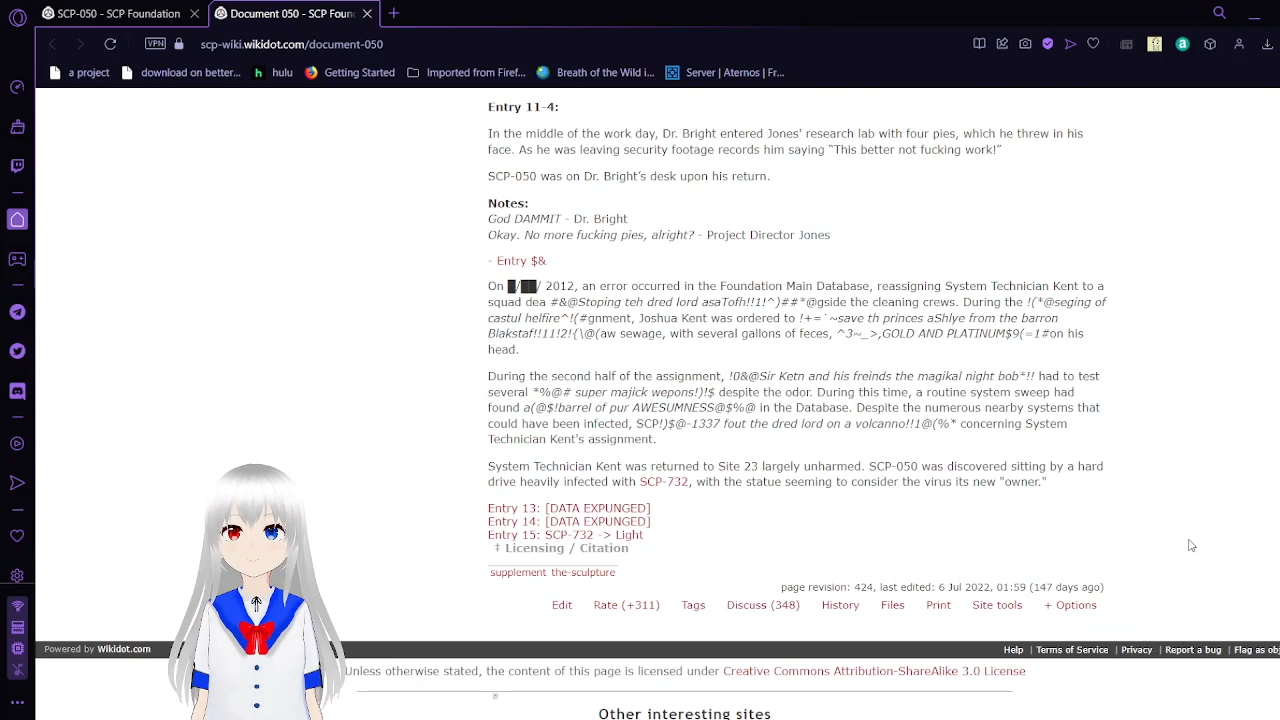 SCP-050 - SCP Foundation
Document 050 - SCP Foun
VPN
scp-wiki.wikidot.com/document-050
a project
download on better...
hulu
Getting Started
Imported from Firef...
Breath of the Wild i...
Server | Aternos | Fr...
Entry 11-4:
In the middle of the work day, Dr. Bright entered Jones' research lab with four pies, which he threw in his
face. As he was leaving security footage records him saying “This better not fucking work!”
SCP-050 was on Dr. Bright’s desk upon his return.
Notes:
God DAMMIT - Dr. Bright
Okay. No more fucking pies, alright? - Project Director Jones
- Entry $&
On █/██/ 2012, an error occurred in the Foundation Main Database, reassigning System Technician Kent to a
squad dea #&@Stoping teh dred lord asaTofh!!1!^)##*@gside the cleaning crews. During the !(*@seging of
castul helfire^!(#gnment, Joshua Kent was ordered to !+=`~save th princes aShlye from the barron
Blakstaf!!11!2!{\@(aw sewage, with several gallons of feces, ^3~_>,GOLD AND PLATINUM$9(=1#on his
head.
During the second half of the assignment, !0&@Sir Ketn and his freinds the magikal night bob*!! had to test
several *%@# super majick wepons!)!$ despite the odor. During this time, a routine system sweep had
found a(@$!barrel of pur AWESUMNESS@$%@ in the Database. Despite the numerous nearby systems that
could have been infected, SCP!)$@-1337 fout the dred lord on a volcanno!!1@(%* concerning System
Technician Kent's assignment.
System Technician Kent was returned to Site 23 largely unharmed. SCP-050 was discovered sitting by a hard
drive heavily infected with SCP-732, with the statue seeming to consider the virus its new "owner."
Entry 13: [DATA EXPUNGED]
Entry 14: [DATA EXPUNGED]
Entry 15: SCP-732 -> Light
‡ Licensing / Citation
supplement the-sculpture
page revision: 424, last edited: 6 Jul 2022, 01:59 (147 days ago)
Edit Rate (+311) Tags Discuss (348) History Files Print Site tools + Options
Powered by Wikidot.com
Help | Terms of Service | Privacy | Report a bug | Flag as ob
Unless otherwise stated, the content of this page is licensed under Creative Commons Attribution-ShareAlike 3.0 License
Other interesting sites